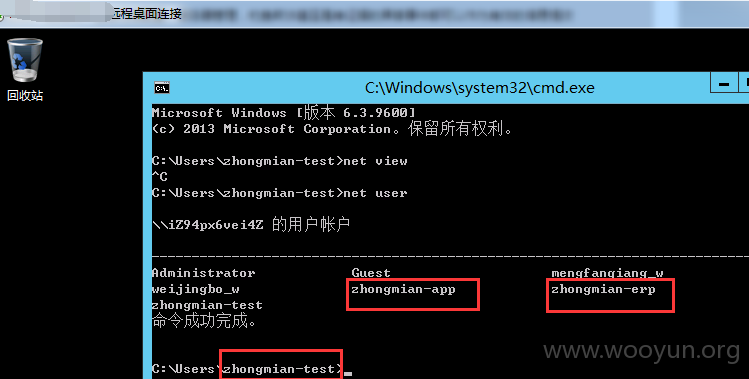 远程桌面连接
回收站
C:\Windows\system32\cmd.exe
Microsoft Windows [版本 6.3.9600]
(c) 2013 Microsoft Corporation。保留所有权利。
C:\Users\zhongmian-test>net view
^C
C:\Users\zhongmian-test>net user
\\iZ94px6vei4Z 的用户帐户
-------------------------------------------------------------------------------
Administrator Guest mengfanqiang_w
weijingbo_w zhongmian-app zhongmian-erp
zhongmian-test
命令成功完成。
C:\Users\zhongmian-test>
www.wooyun.org